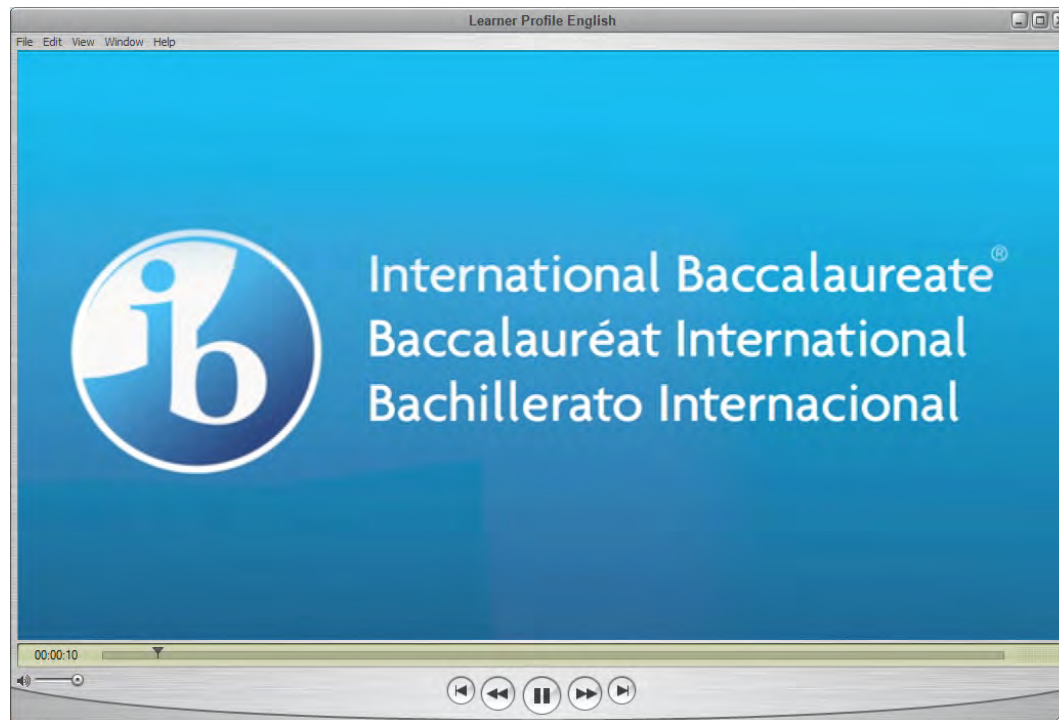 Learner Profile English
File Edit View Window Help
ib
International Baccalaureate®
Baccalauréat International
Bachillerato Internacional
00:00:10